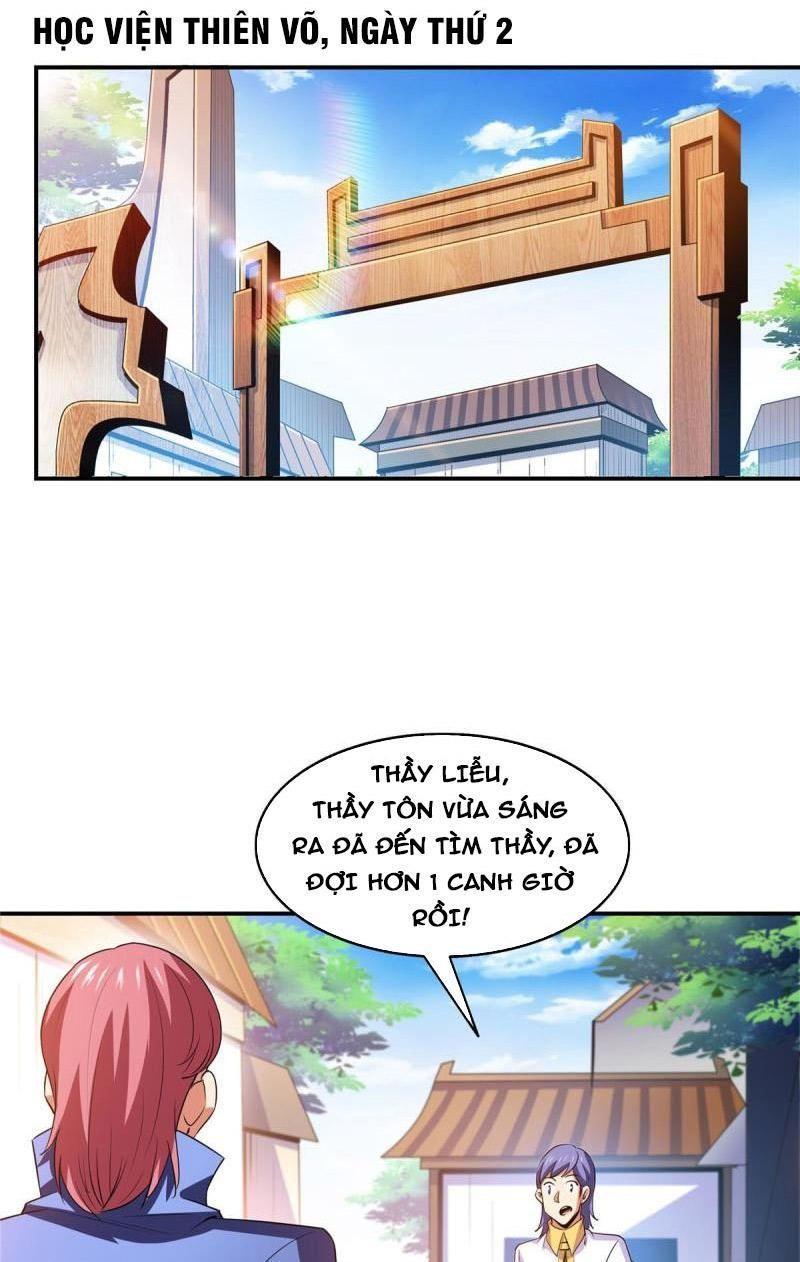 HỌC VIỆN THIÊN VÕ, NGÀY THỨ 2
THẦY LIỄU,
THẦY TÔN VỪA SÁNG
RA ĐÃ ĐẾN TÌM THẦY, ĐÃ
ĐỢI HƠN 1 CANH GIỜ
RỒI!